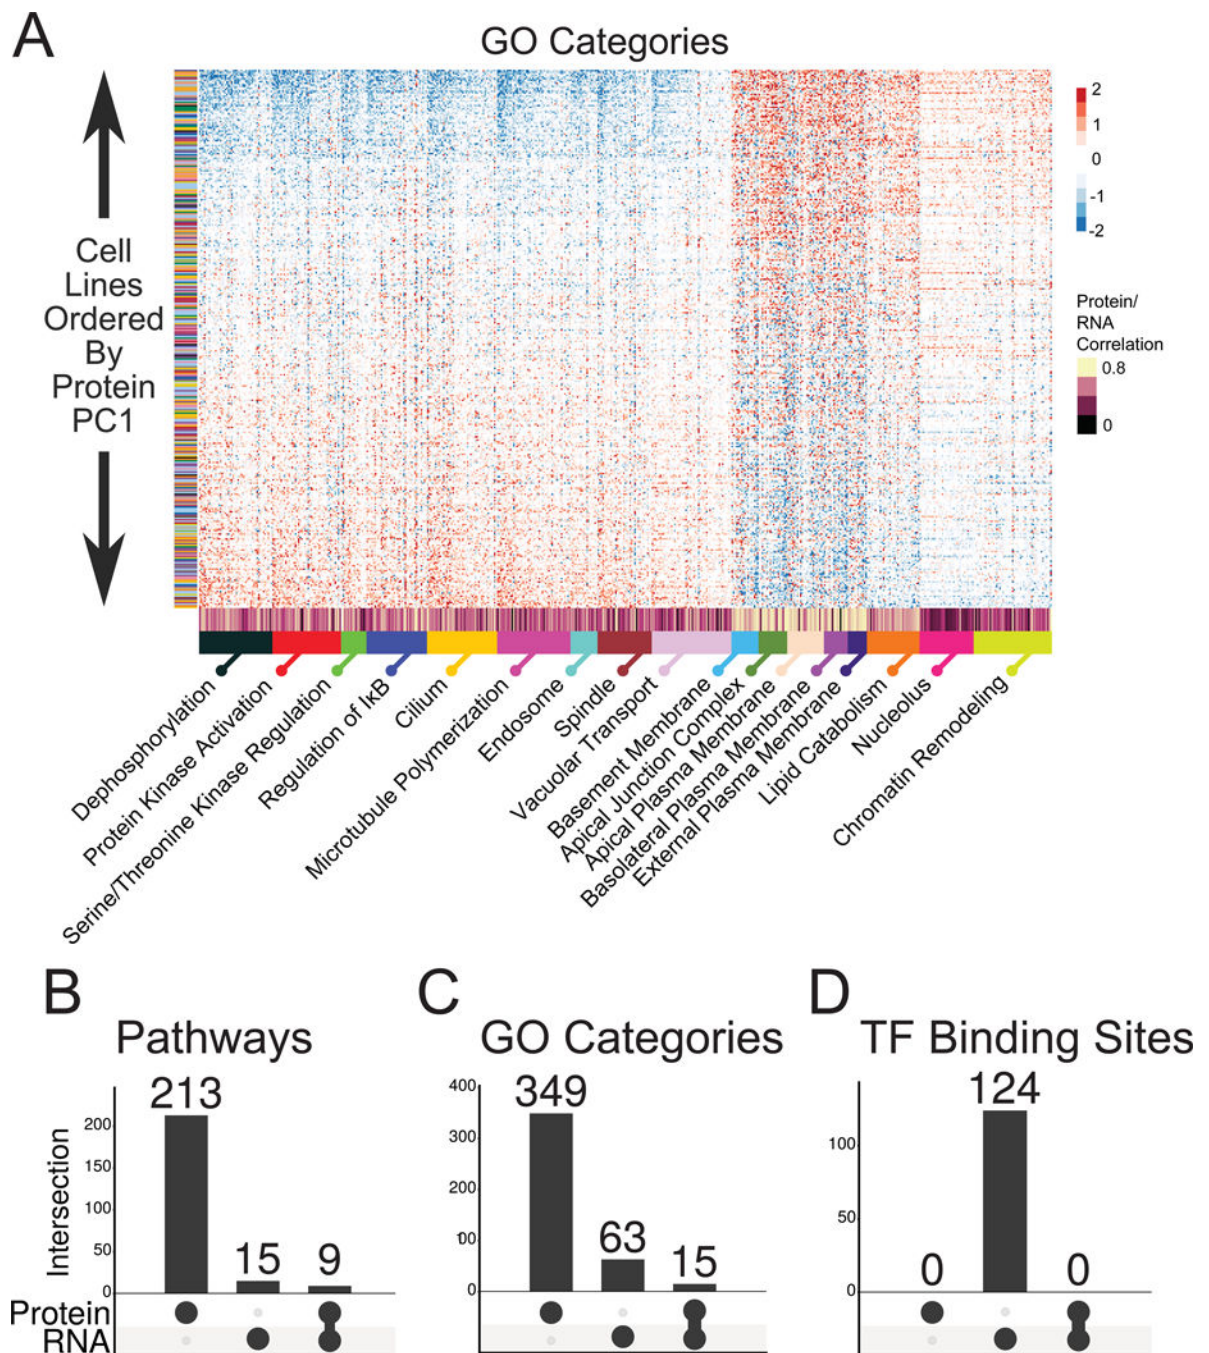 A
GO Categories
Cell
Lines
Ordered
By
Protein
PC1
2
1
0
-1
-2
Protein/
RNA
Correlation
0.8
0
Dephosphorylation
Protein Kinase Activation
Serine/Threonine Kinase Regulation
Regulation of IκB
Cilium
Microtubule Polymerization
Endosome
Spindle
Vacuolar Transport
Basement Membrane
Apical Junction Complex
Apical Plasma Membrane
Basolateral Plasma Membrane
External Plasma Membrane
Lipid Catabolism
Nucleolus
Chromatin Remodeling
B
Pathways
Intersection
200
150
100
50
0
213
15
9
Protein
RNA
C
GO Categories
400
300
200
100
0
349
63
15
D
TF Binding Sites
100
50
0
0
124
0